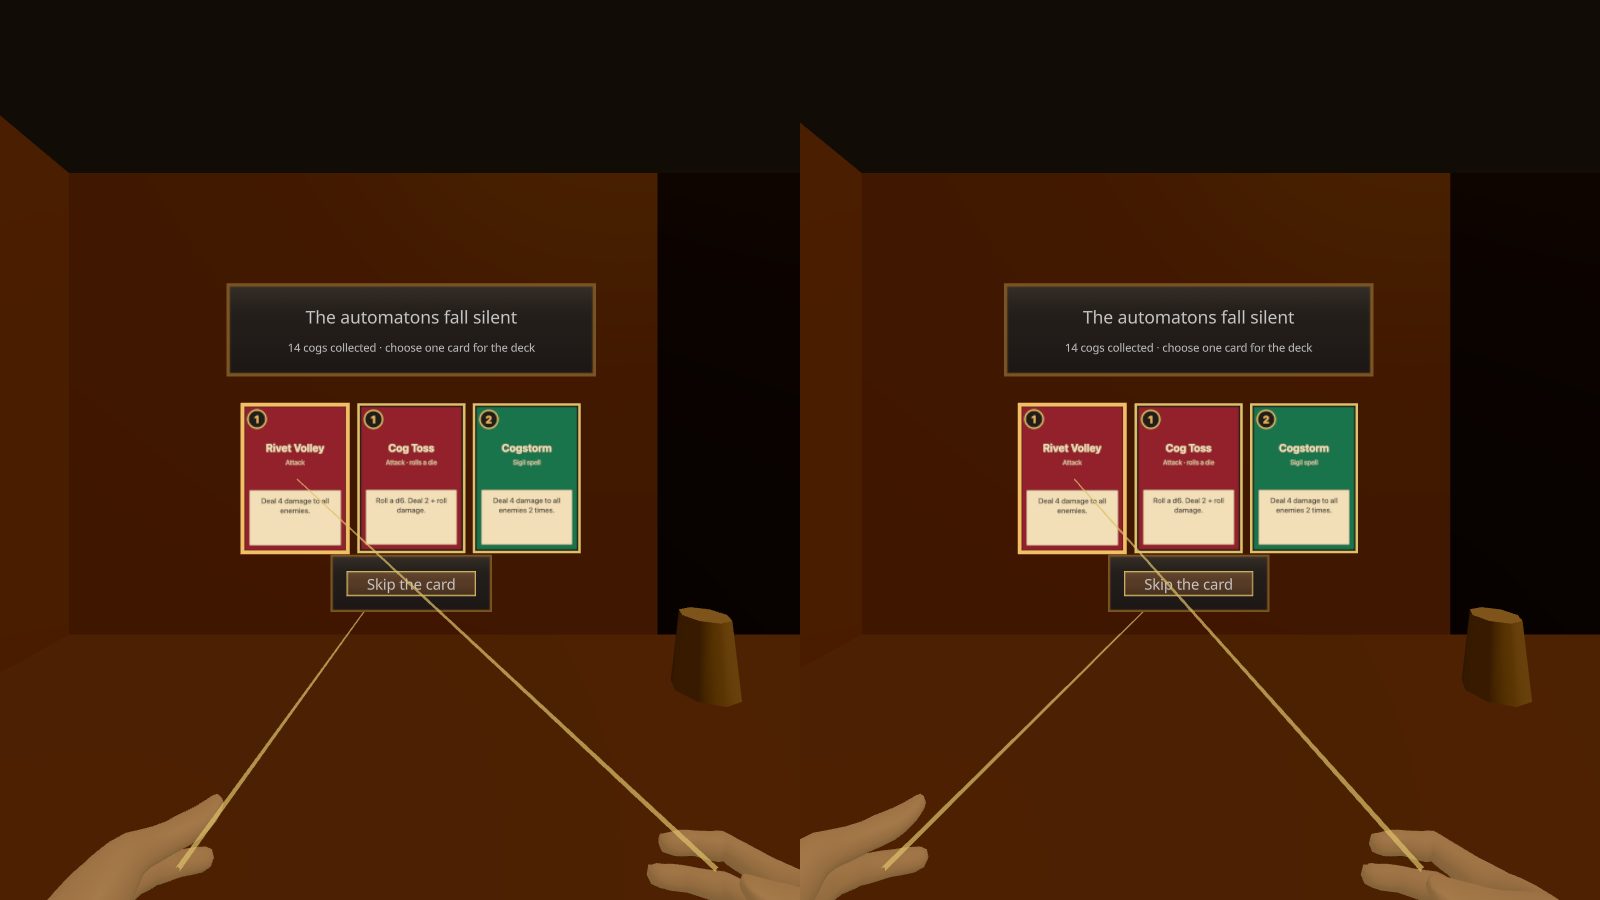 The automatons fall silent
14 cogs collected · choose one card for the deck
1
Rivet Volley
Attack
Deal 4 damage to all
enemies.
1
Cog Toss
Attack · rolls a die
Roll a d6. Deal 2 + roll
damage.
2
Cogstorm
Sigil spell
Deal 4 damage to all
enemies 2 times.
Skip the card
The automatons fall silent
14 cogs collected · choose one card for the deck
1
Rivet Volley
Attack
Deal 4 damage to all
enemies.
1
Cog Toss
Attack · rolls a die
Roll a d6. Deal 2 + roll
damage.
2
Cogstorm
Sigil spell
Deal 4 damage to all
enemies 2 times.
Skip the card